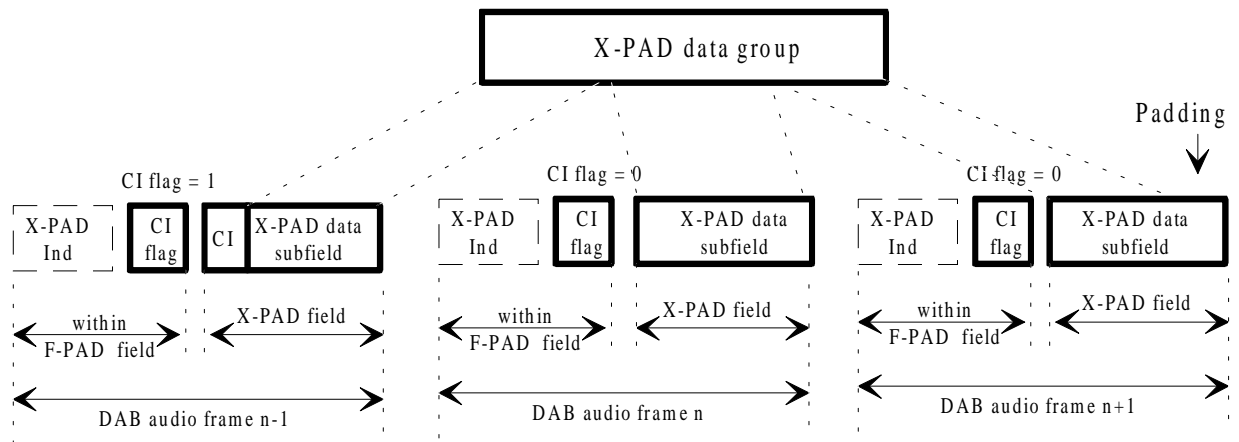 X-PAD data group
Padding
CI flag = 1
CI flag = 0
CI flag = 0
X-PAD
Ind
CI
flag
CI
X-PAD data
subfield
X-PAD
Ind
CI
flag
X-PAD data
subfield
X-PAD
Ind
CI
flag
X-PAD data
subfield
within
F-PAD field
X-PAD field
within
F-PAD field
X-PAD field
within
F-PAD field
X-PAD field
DAB audio frame n-1
DAB audio frame n
DAB audio frame n+1